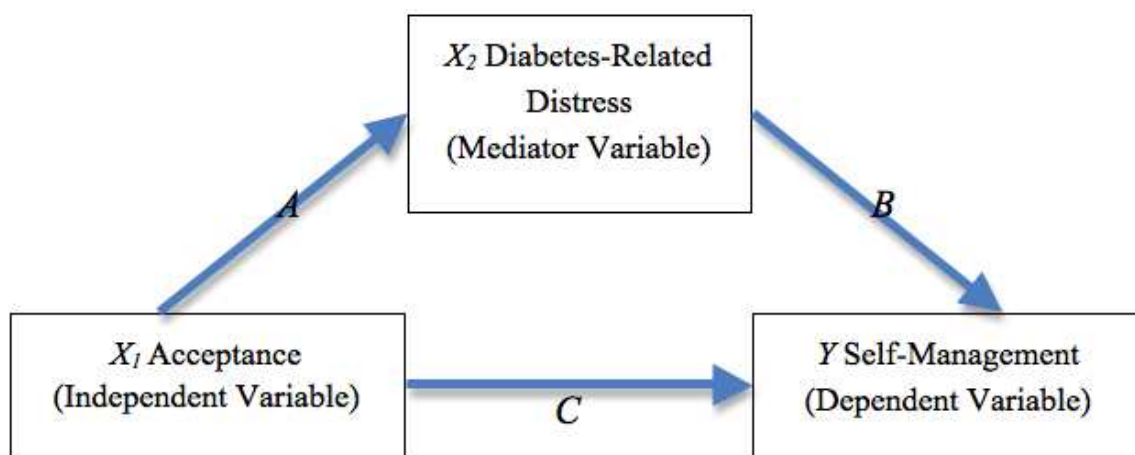 X₂ Diabetes-Related
Distress
(Mediator Variable)
A
B
X₁ Acceptance
(Independent Variable)
C
Y Self-Management
(Dependent Variable)